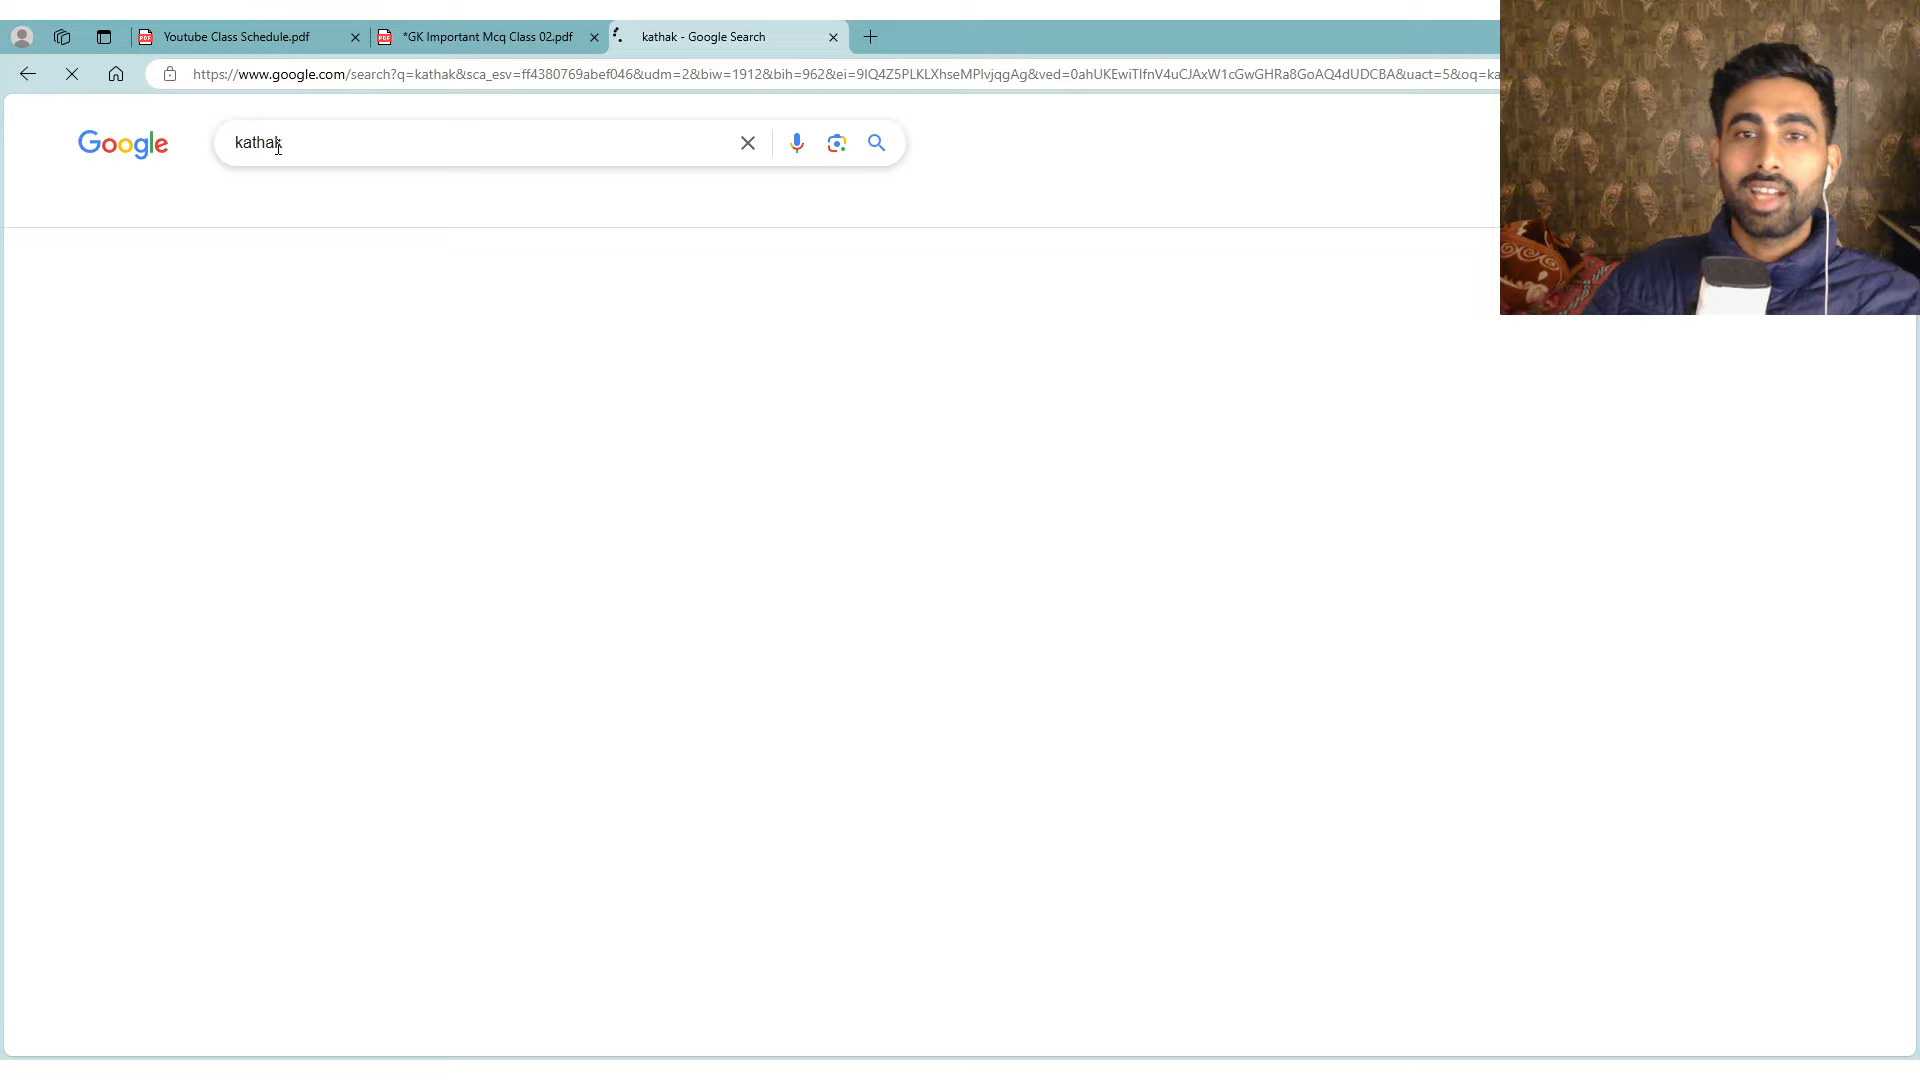 Youtube Class Schedule.pdf
*GK Important Mcq Class 02.pdf
kathak - Google Search
https://www.google.com/search?q=kathak&sca_esv=ff4380769abef046&udm=2&biw=1912&bih=962&ei=9IQ4Z5PLKLXhseMPIvjqgAg&ved=0ahUKEwiTlfnV4uCJAxW1cGwGHRa8GoAQ4dUDCBA&uact=5&oq=ka
Google
kathak